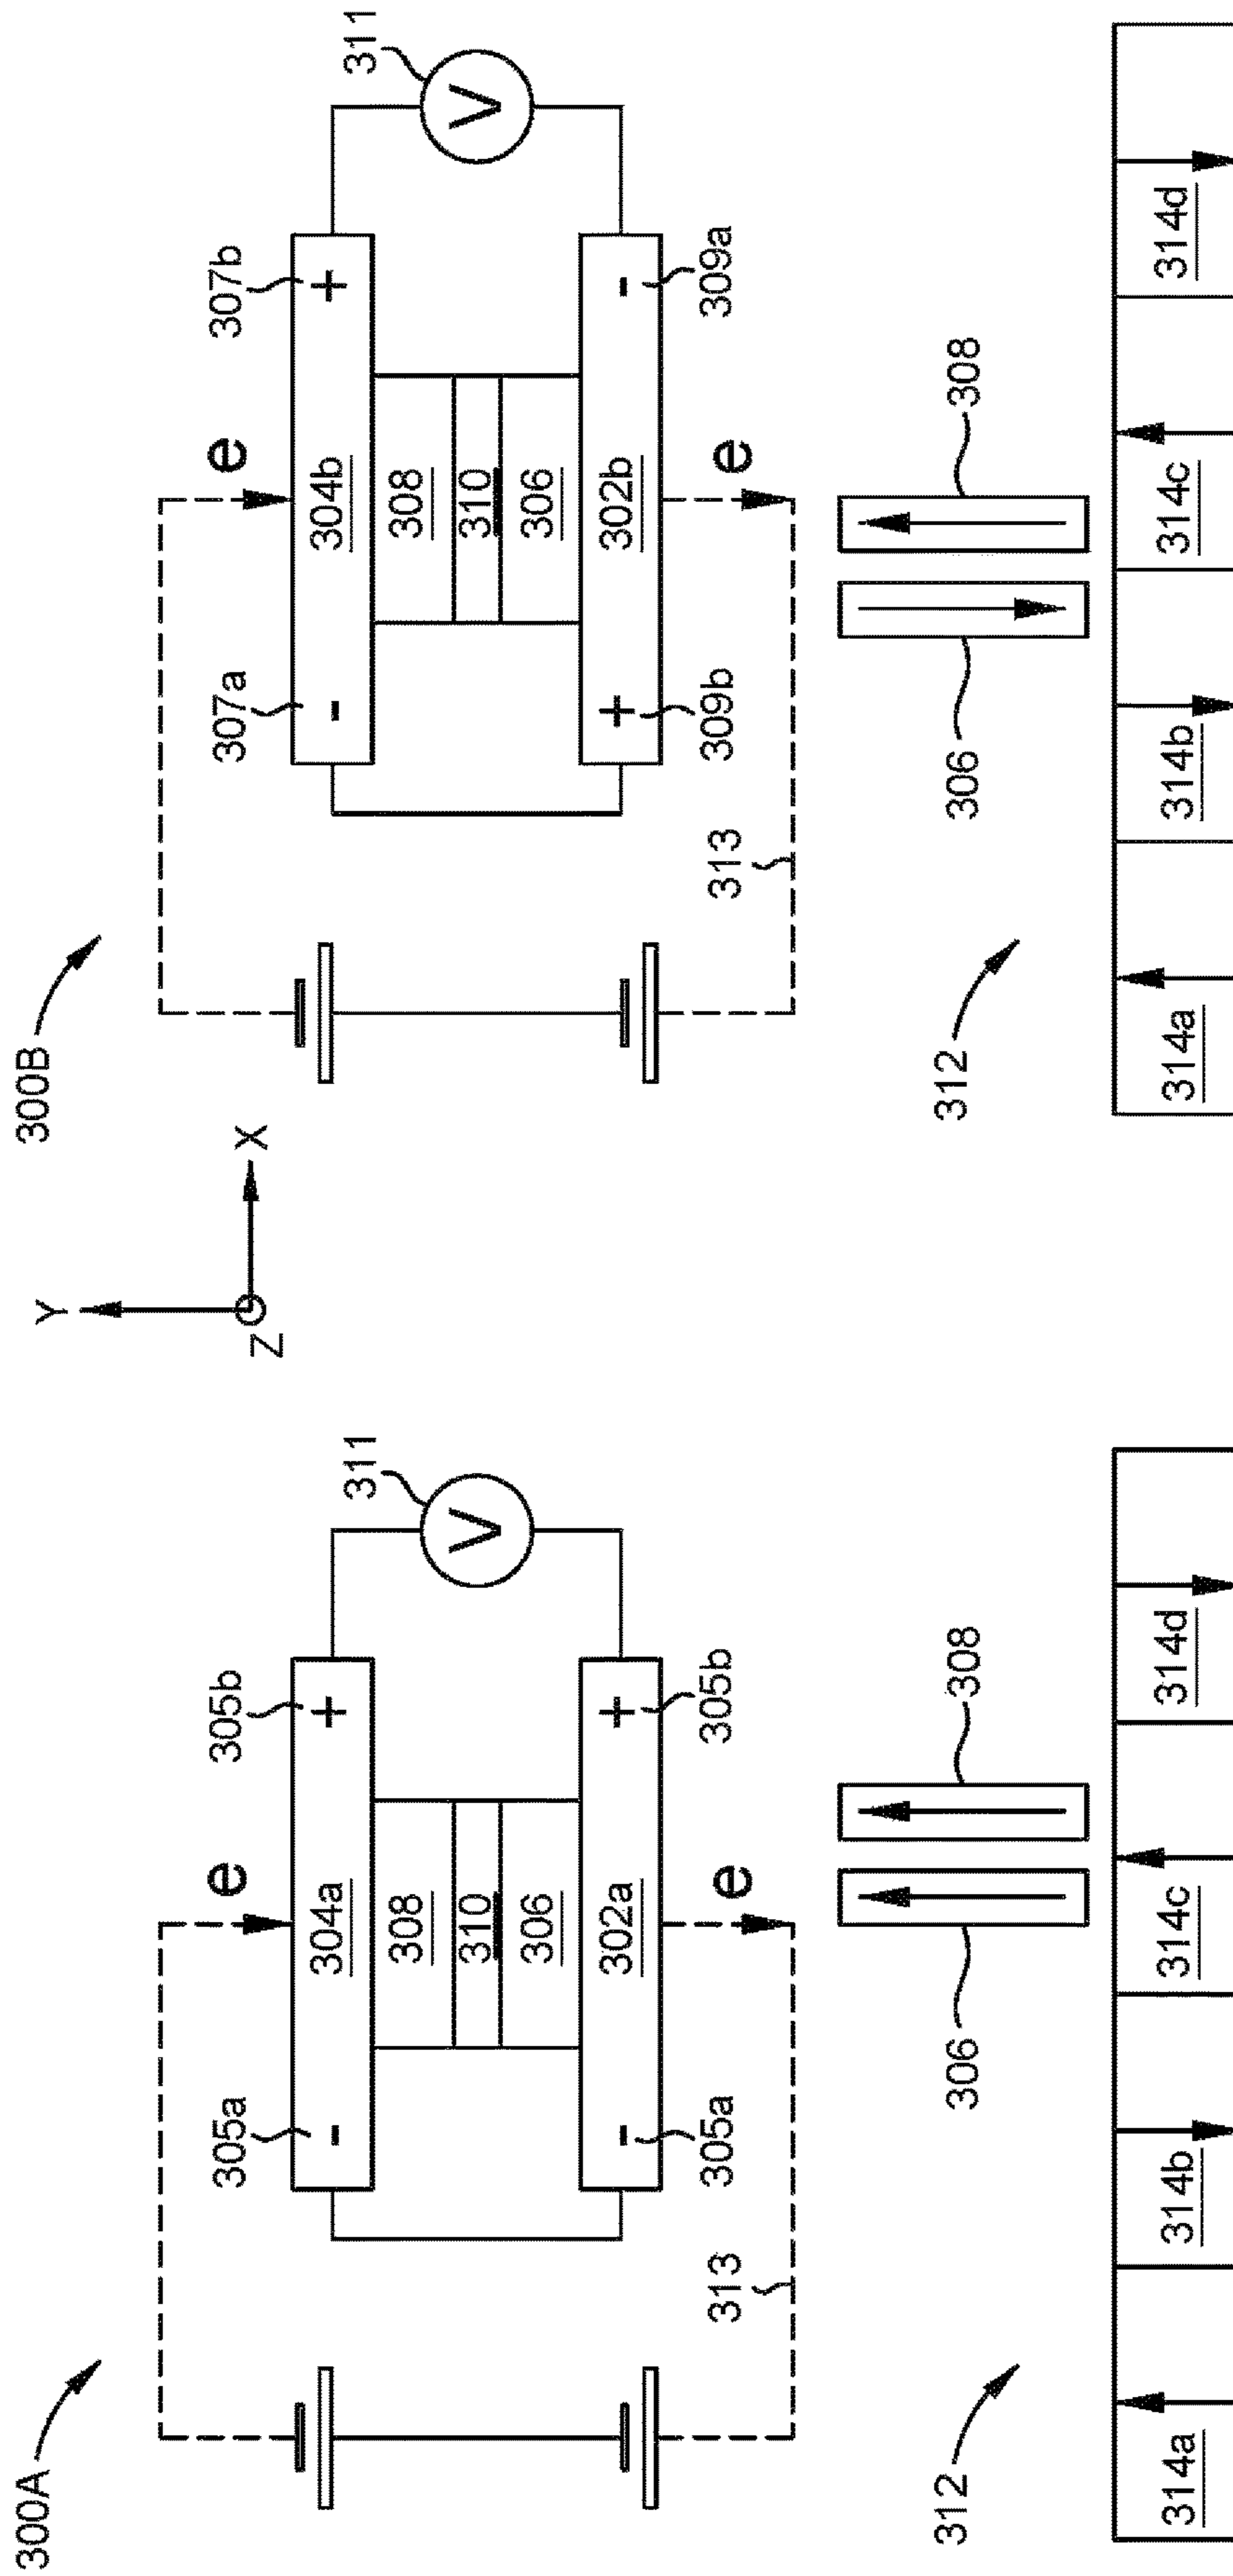 300A
e
305a
-
304a
305b
+
311
308
310
306
V
-
302a
+
305a
305b
e
313
312
306
308
314a
314b
314c
314d
Y
Z
X
300B
e
307a
-
304b
307b
+
311
308
310
306
V
+
302b
-
309b
309a
e
313
312
306
308
314a
314b
314c
314d